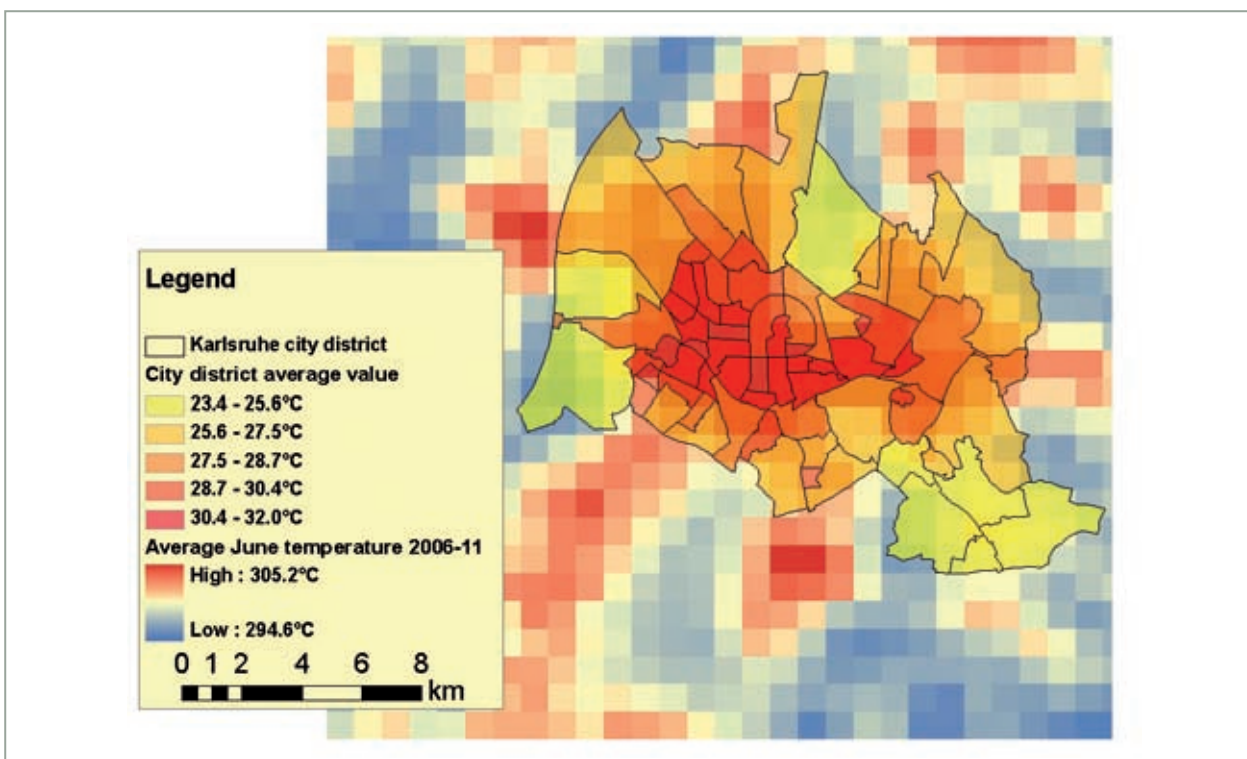 Legend
Karlsruhe city district
City district average value
23.4 - 25.6°C
25.6 - 27.5°C
27.5 - 28.7°C
28.7 - 30.4°C
30.4 - 32.0°C
Average June temperature 2006-11
High : 305.2°C
Low : 294.6°C
0 1 2 4 6 8
km